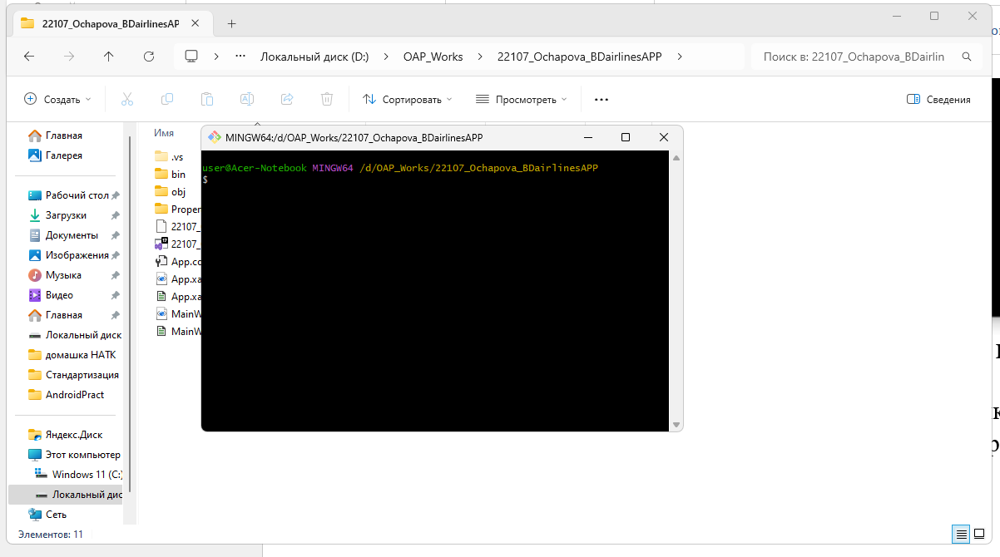 22107_Ochapova_BDairlinesAP
Локальный диск (D:)
OAP_Works
22107_Ochapova_BDairlinesAPP
Поиск в: 22107_Ochapova_BDairlin
Создать
Сортировать
Просмотреть
Сведения
Главная
Галерея
Рабочий стол
Загрузки
Документы
Изображения
Музыка
Видео
Главная
Локальный диск
домашка НАТК
Стандартизация
AndroidPract
Яндекс.Диск
Этот компьютер
Windows 11 (C:)
Локальный дис
Сеть
Имя
.vs
bin
obj
Proper
22107_
22107_
App.co
App.xa
App.xa
MainW
MainW
MINGW64:/d/OAP_Works/22107_Ochapova_BDairlinesAPP
user@Acer-Notebook MINGW64 /d/OAP_Works/22107_Ochapova_BDairlinesAPP
$
Элементов: 11